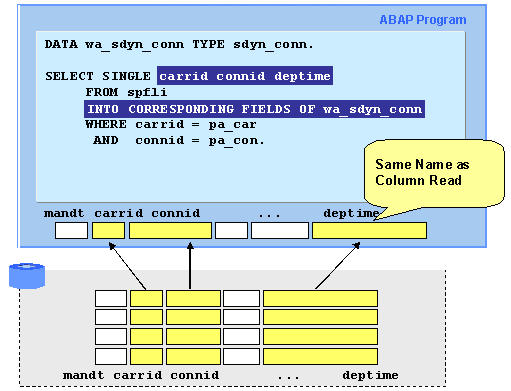 ABAP Program
DATA wa_sdyn_conn TYPE sdyn_conn.
SELECT SINGLE carrid connid deptime
FROM spfli
INTO CORRESPONDING FIELDS OF wa_sdyn_conn
WHERE carrid = pa_car
AND connid = pa_con.
Same Name as
Column Read
mandt carrid connid ... deptime
mandt carrid connid ... deptime